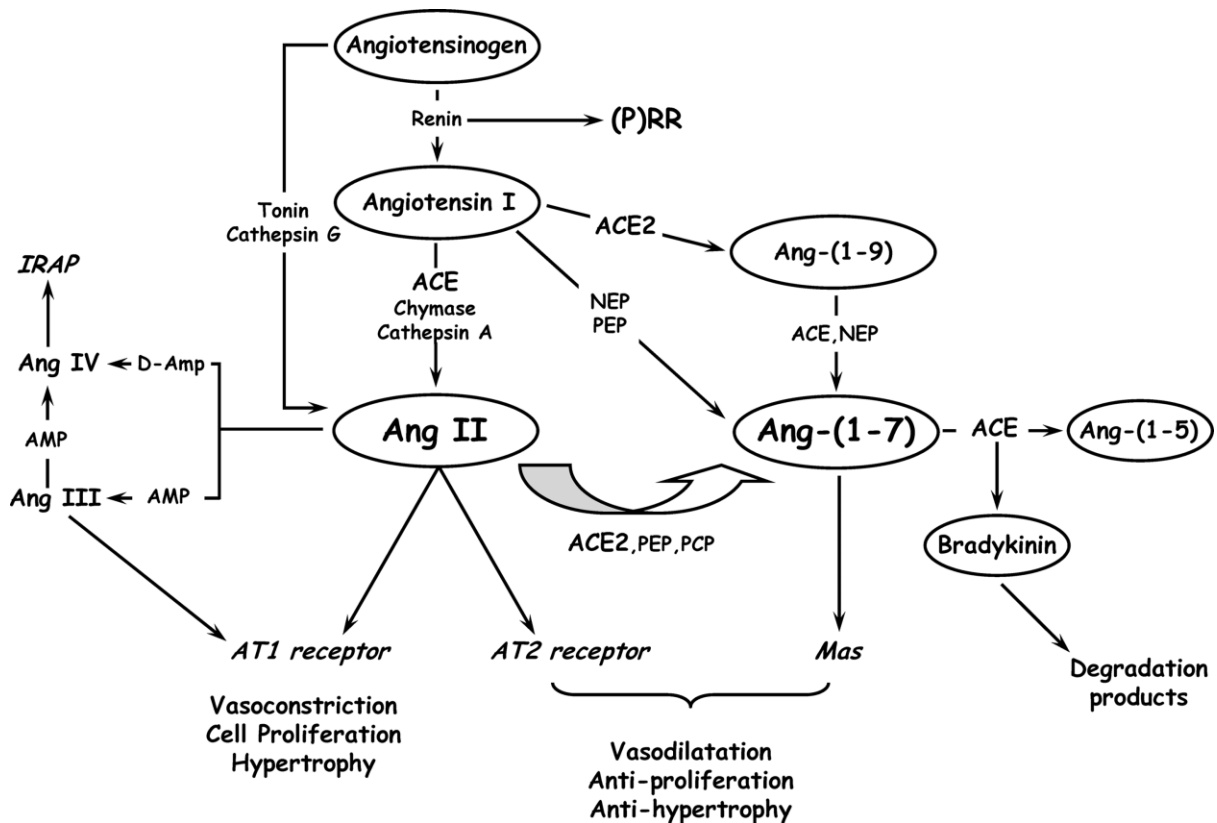 Angiotensinogen
Renin
(P)RR
Angiotensin I
Tonin
Cathepsin G
ACE2
Ang-(1-9)
IRAP
ACE
Chymase
Cathepsin A
NEP
PEP
ACE,NEP
Ang IV
D-Amp
Ang II
Ang-(1-7)
ACE
Ang-(1-5)
AMP
Ang III
AMP
ACE2,PEP,PCP
Bradykinin
AT1 receptor
AT2 receptor
Mas
Degradation
products
Vasoconstriction
Cell Proliferation
Hypertrophy
Vasodilatation
Anti-proliferation
Anti-hypertrophy